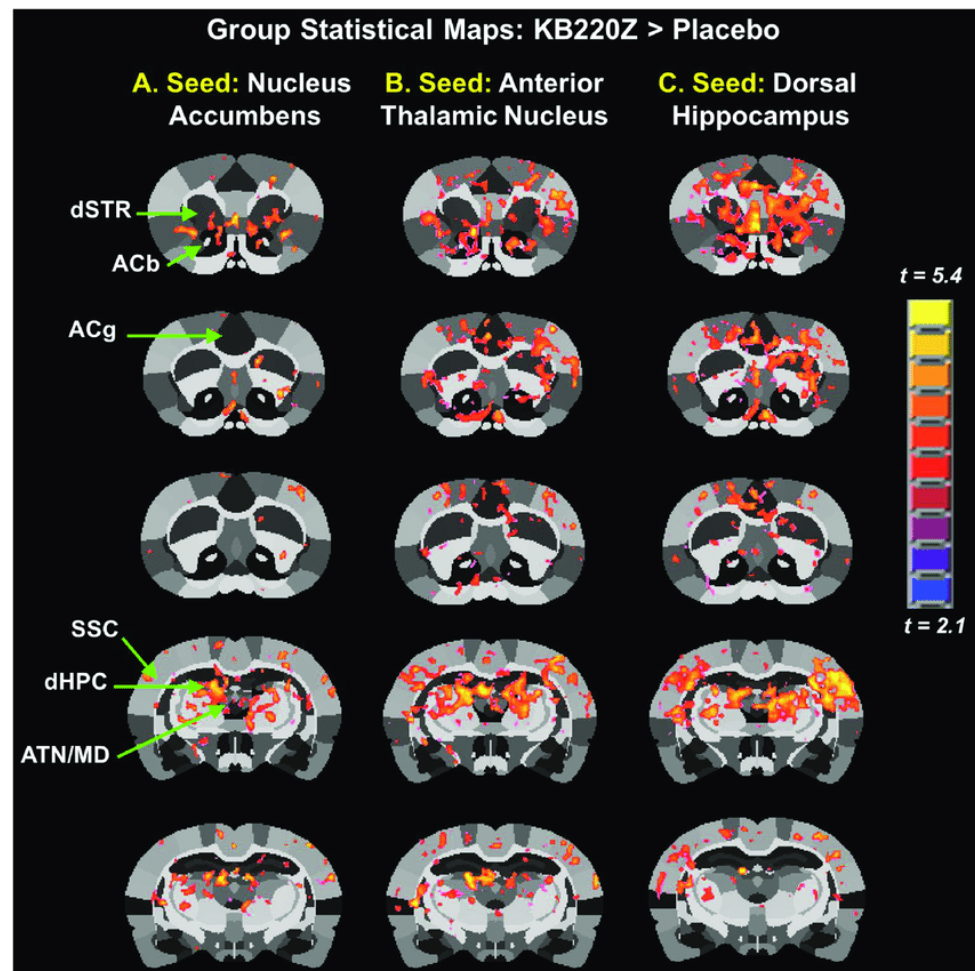 Group Statistical Maps: KB220Z > Placebo
A. Seed: Nucleus
Accumbens
B. Seed: Anterior
Thalamic Nucleus
C. Seed: Dorsal
Hippocampus
dSTR
ACb
ACg
SSC
dHPC
ATN/MD
t = 5.4
t = 2.1